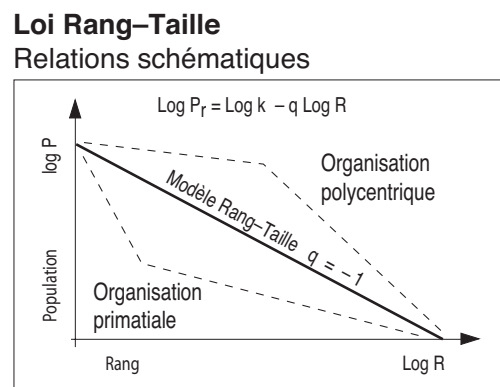 Loi Rang–Taille
Relations schématiques
Log Pr = Log k – q Log R
log P
Organisation
polycentrique
Modèle Rang–Taille q = –1
Population
Organisation
primatiale
Rang
Log R